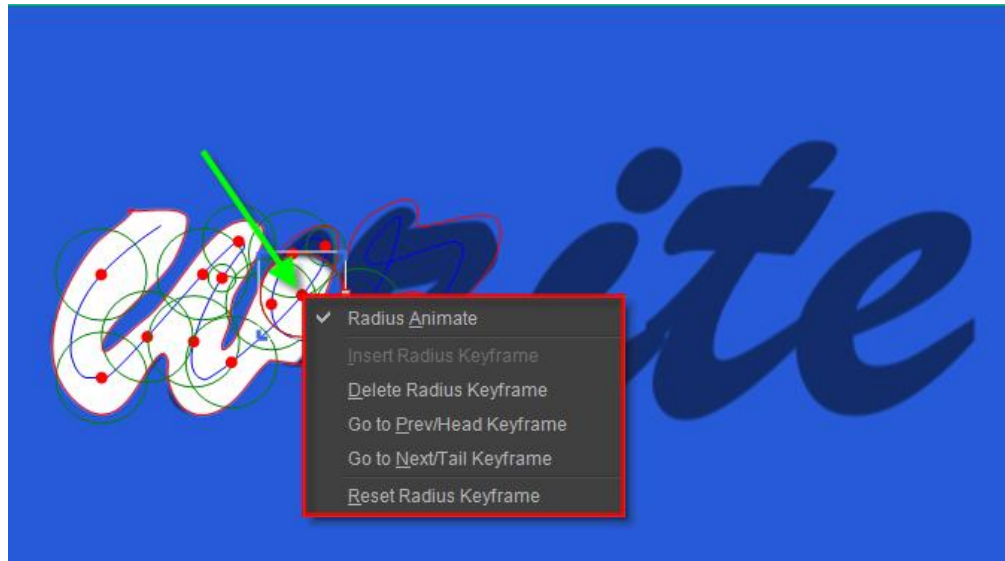 write
Radius Animate
Insert Radius Keyframe
Delete Radius Keyframe
Go to Prev/Head Keyframe
Go to Next/Tail Keyframe
Reset Radius Keyframe